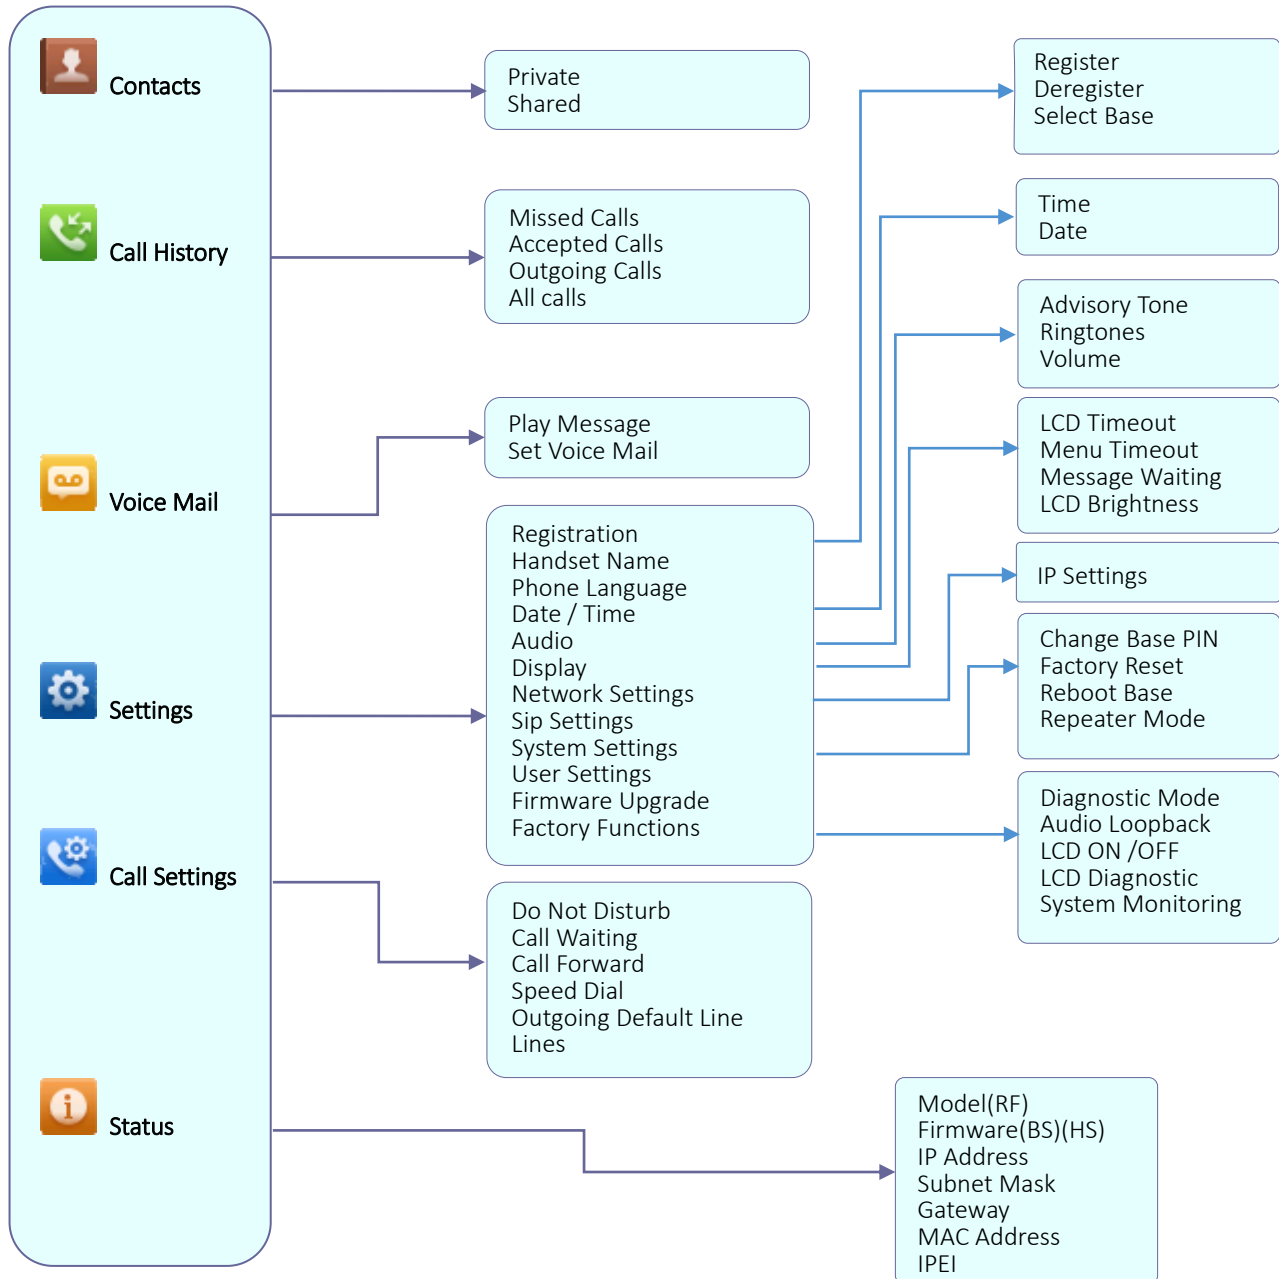 Contacts
Private
Shared
Register
Deregister
Select Base
Call History
Missed Calls
Accepted Calls
Outgoing Calls
All calls
Time
Date
Advisory Tone
Ringtones
Volume
Voice Mail
Play Message
Set Voice Mail
LCD Timeout
Menu Timeout
Message Waiting
LCD Brightness
Settings
Registration
Handset Name
Phone Language
Date / Time
Audio
Display
Network Settings
Sip Settings
System Settings
User Settings
Firmware Upgrade
Factory Functions
IP Settings
Change Base PIN
Factory Reset
Reboot Base
Repeater Mode
Diagnostic Mode
Audio Loopback
LCD ON /OFF
LCD Diagnostic
System Monitoring
Call Settings
Do Not Disturb
Call Waiting
Call Forward
Speed Dial
Outgoing Default Line
Lines
Status
Model(RF)
Firmware(BS)(HS)
IP Address
Subnet Mask
Gateway
MAC Address
IPEI